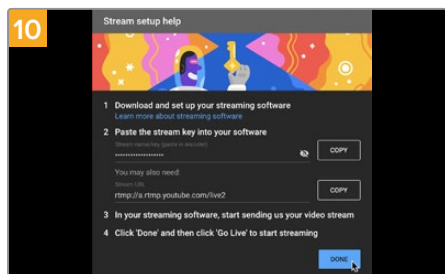 10
Stream setup help
1 Download and set up your streaming software
Learn more about streaming software
2 Paste the stream key into your software
Stream name/key (paste in encoder)
•••••••••••••••••••
COPY
You may also need:
Stream URL
rtmp://a.rtmp.youtube.com/live2
COPY
3 In your streaming software, start sending us your video stream
4 Click 'Done' and then click 'Go Live' to start streaming
DONE